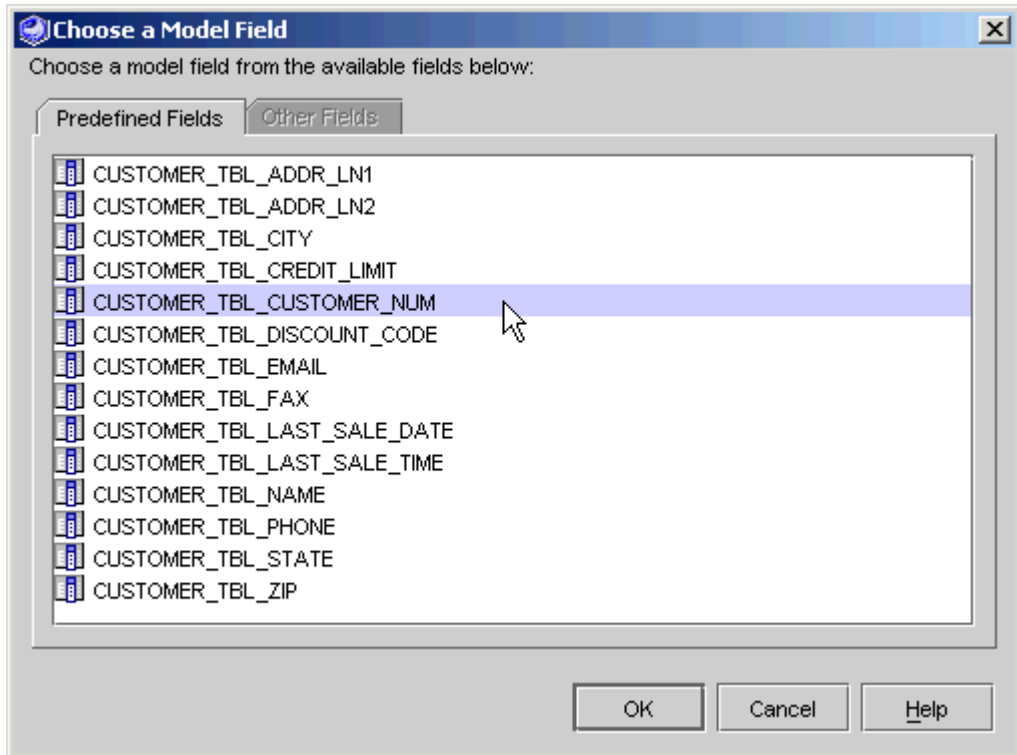 Choose a Model Field
Choose a model field from the available fields below:
Predefined Fields Other Fields
CUSTOMER_TBL_ADDR_LN1
CUSTOMER_TBL_ADDR_LN2
CUSTOMER_TBL_CITY
CUSTOMER_TBL_CREDIT_LIMIT
CUSTOMER_TBL_CUSTOMER_NUM
CUSTOMER_TBL_DISCOUNT_CODE
CUSTOMER_TBL_EMAIL
CUSTOMER_TBL_FAX
CUSTOMER_TBL_LAST_SALE_DATE
CUSTOMER_TBL_LAST_SALE_TIME
CUSTOMER_TBL_NAME
CUSTOMER_TBL_PHONE
CUSTOMER_TBL_STATE
CUSTOMER_TBL_ZIP
OK Cancel Help